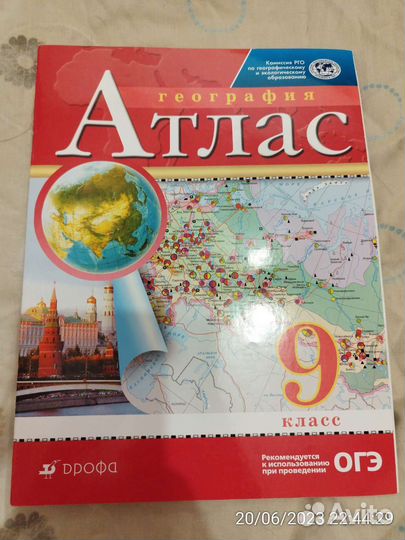 Комиссия РГО
по географическому
и экологическому
образованию
география
Атлас
9
класс
дрофа
Рекомендуется
к использованию
при проведении
ОГЭ
Avito
20/06/2023 22:44:29